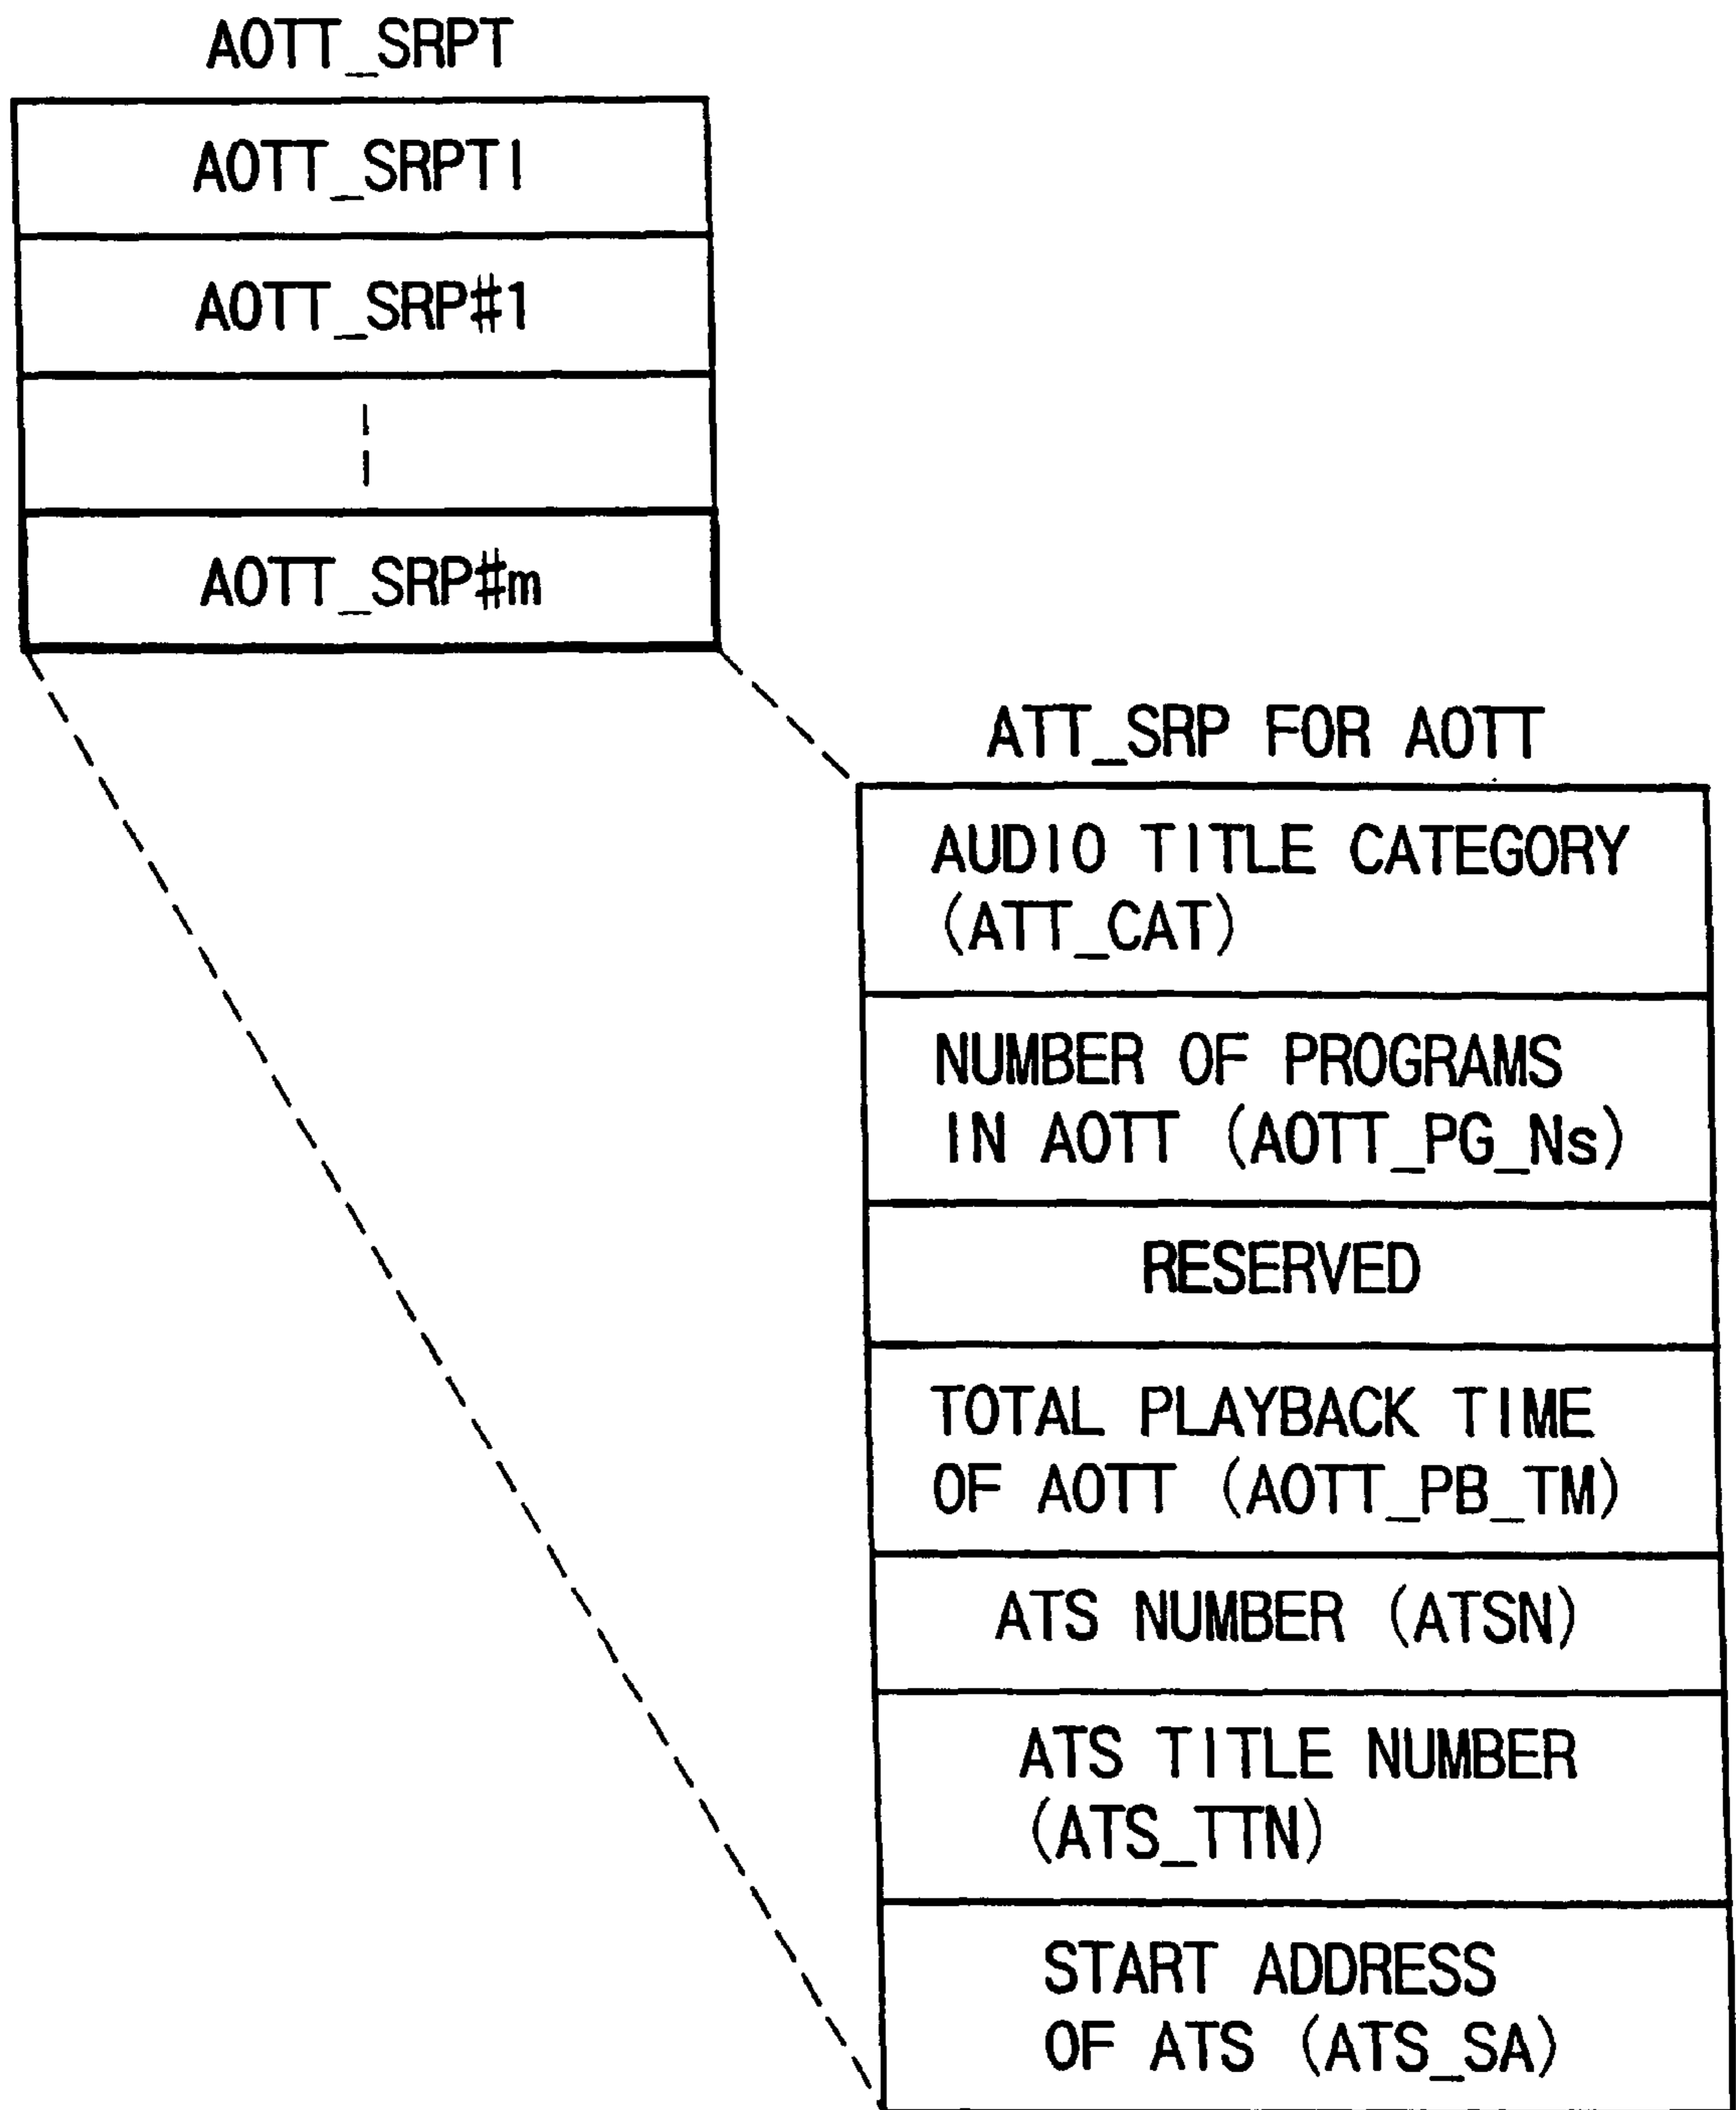 AOTT_SRPT
AOTT_SRPTI
AOTT_SRP#1
AOTT_SRP#m
ATT_SRP FOR AOTT
AUDIO TITLE CATEGORY
(ATT_CAT)
NUMBER OF PROGRAMS
IN AOTT (AOTT_PG_Ns)
RESERVED
TOTAL PLAYBACK TIME
OF AOTT (AOTT_PB_TM)
ATS NUMBER (ATSN)
ATS TITLE NUMBER
(ATS_TTN)
START ADDRESS
OF ATS (ATS_SA)